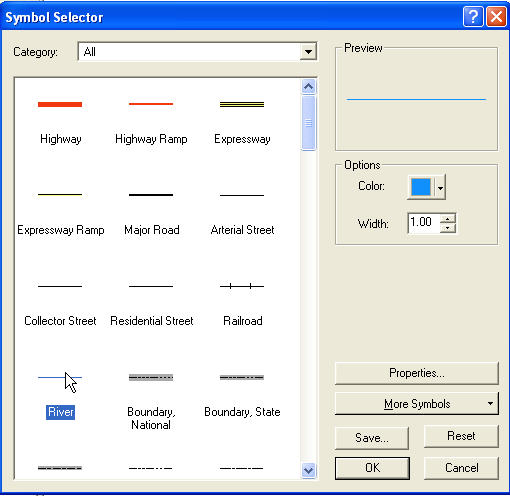 Symbol Selector
Category: All
Preview
Highway Highway Ramp Expressway
Options
Color:
Width: 1.00
Expressway Ramp Major Road Arterial Street
Collector Street Residential Street Railroad
River Boundary, National Boundary, State
Properties...
More Symbols
Save... Reset
OK Cancel